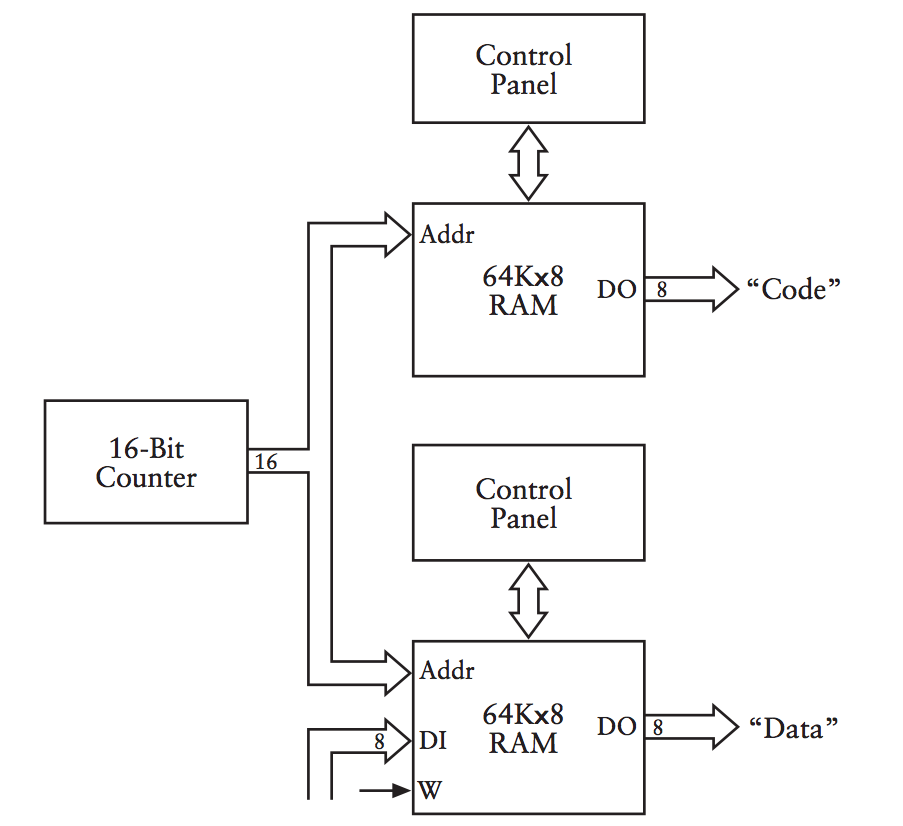 Control
Panel
Addr
64Kx8
RAM
DO
8
“Code”
16-Bit
Counter
16
Control
Panel
Addr
64Kx8
RAM
DO
8
“Data”
8
DI
W